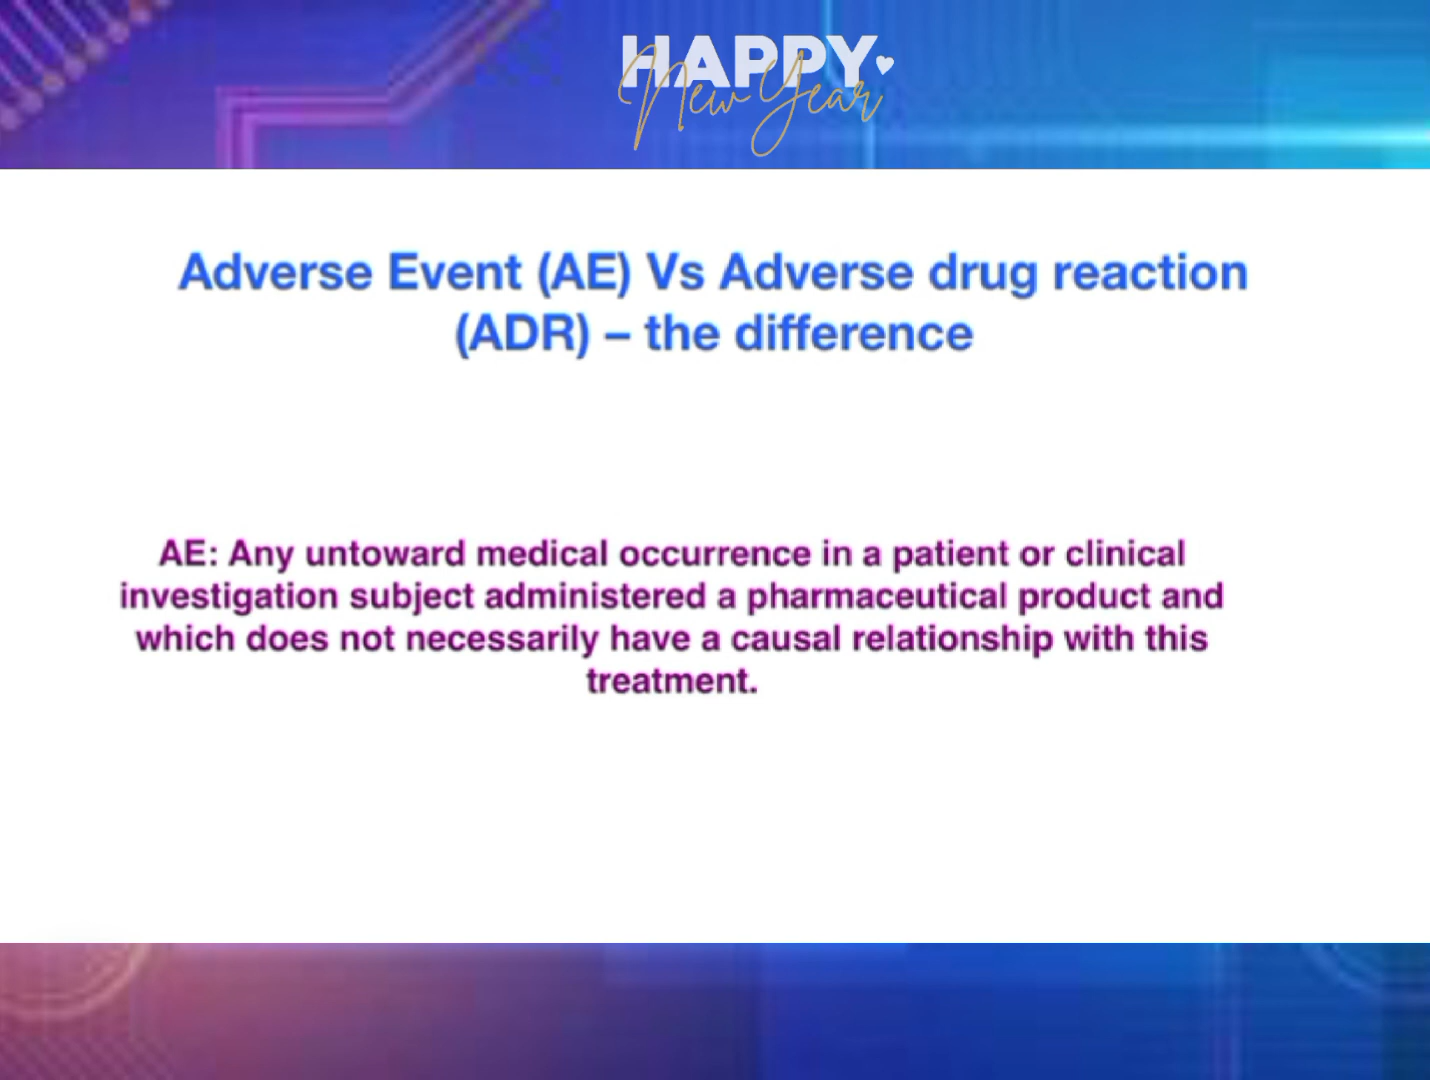 HAPPY
New Year
Adverse Event (AE) Vs Adverse drug reaction
(ADR) – the difference
AE: Any untoward medical occurrence in a patient or clinical
investigation subject administered a pharmaceutical product and
which does not necessarily have a causal relationship with this
treatment.